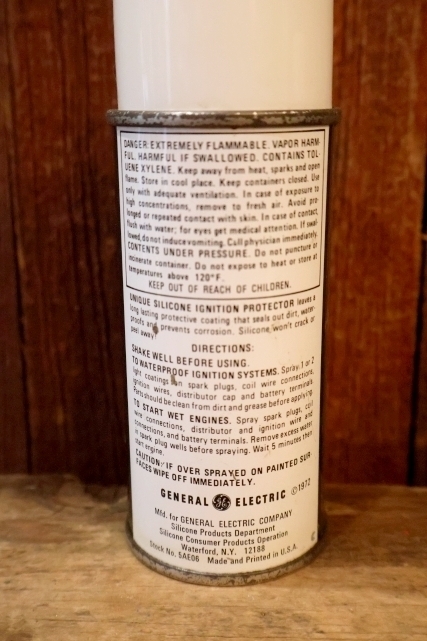 DANGER: EXTREMELY FLAMMABLE. VAPOR HARM-
FUL. HARMFUL IF SWALLOWED. CONTAINS TOL-
UENE XYLENE. Keep away from heat, sparks and open
flame. Store in cool place. Keep containers closed. Use
only with adequate ventilation. In case of exposure to
high concentrations, remove to fresh air. Avoid pro-
longed or repeated contact with skin. In case of contact,
flush with water; for eyes get medical attention. If swal-
lowed, do not induce vomiting. Call physician immediately.
CONTENTS UNDER PRESSURE. Do not puncture or
incinerate container. Do not expose to heat or store at
temperatures above 120°F.
KEEP OUT OF REACH OF CHILDREN.
UNIQUE SILICONE IGNITION PROTECTOR leaves a
long lasting protective coating that seals out dirt, water-
proofs and prevents corrosion. Silicone won't crack or
peel away.
DIRECTIONS:
SHAKE WELL BEFORE USING.
TO WATERPROOF IGNITION SYSTEMS. Spray 1 or 2
light coatings on spark plugs, coil wire connections,
ignition wires, distributor cap and battery terminals.
Parts should be clean from dirt and grease before applying.
TO START WET ENGINES. Spray spark plugs, coil
wire connections, distributor and ignition wire and
connections, and battery terminals. Remove excess water
in spark plug wells before spraying. Wait 5 minutes then
start engine.
CAUTION: IF OVER SPRAYED ON PAINTED SUR-
FACES WIPE OFF IMMEDIATELY.
GENERAL GE ELECTRIC ©1972
Mfd. for GENERAL ELECTRIC COMPANY
Silicone Products Department
Silicone Consumer Products Operation
Waterford, N.Y. 12188
Stock No. 5AE06 Made and Printed in U.S.A.